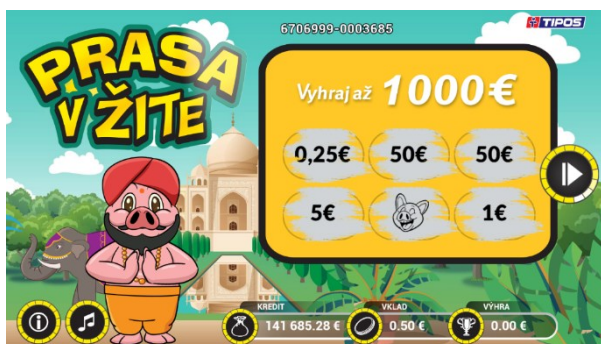 6706999-0003685
TIPOS
PRASA
V ŽITE
Vyhraj až 1000€
0,25€ 50€ 50€
5€ 1€
KREDIT VKLAD VÝHRA
141 685.28 € 0.50 € 0.00 €